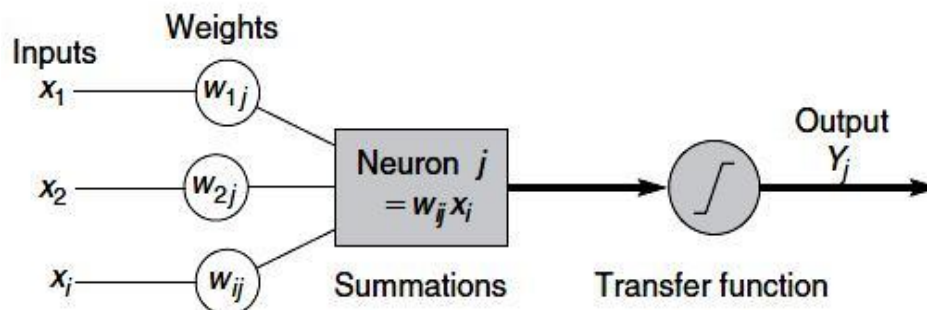 Weights
Inputs
x1
w1j
Output
Yj
Neuron j
= wij xi
x2
w2j
xi
wij
Summations
Transfer function